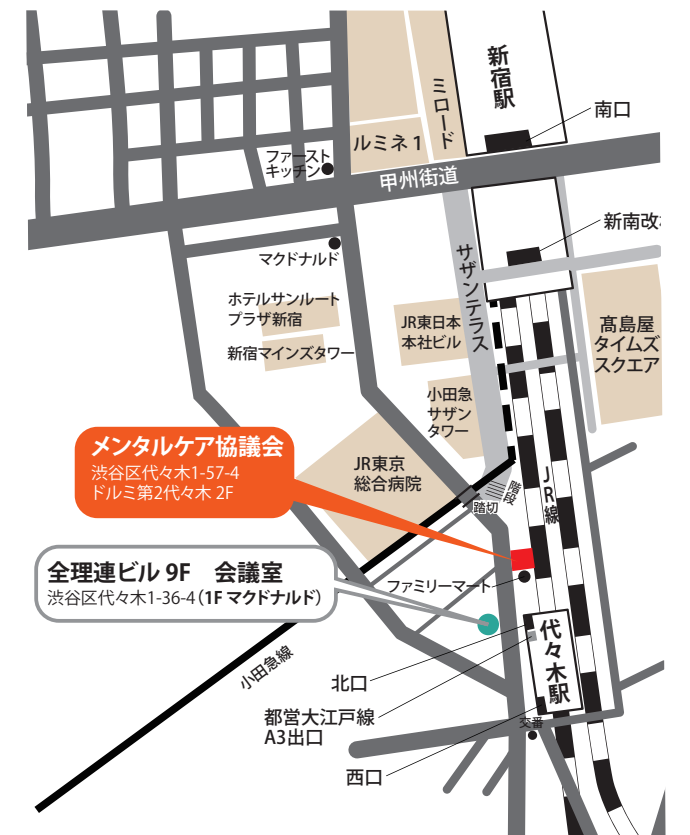 新宿駅
ミロード
南口
ルミネ1
ファースト
キッチン
甲州街道
新南改
マクドナルド
サザンテラス
ホテルサンルート
プラザ新宿
JR東日本
本社ビル
髙島屋
タイムズ
スクエア
新宿マインズタワー
小田急
サザン
タワー
メンタルケア協議会
渋谷区代々木1-57-4
ドルミ第2代々木 2F
JR東京
総合病院
階段
JR線
踏切
全理連ビル 9F 会議室
渋谷区代々木1-36-4(1F マクドナルド)
ファミリーマート
代々木駅
小田急線
北口
都営大江戸線
A3出口
交番
西口